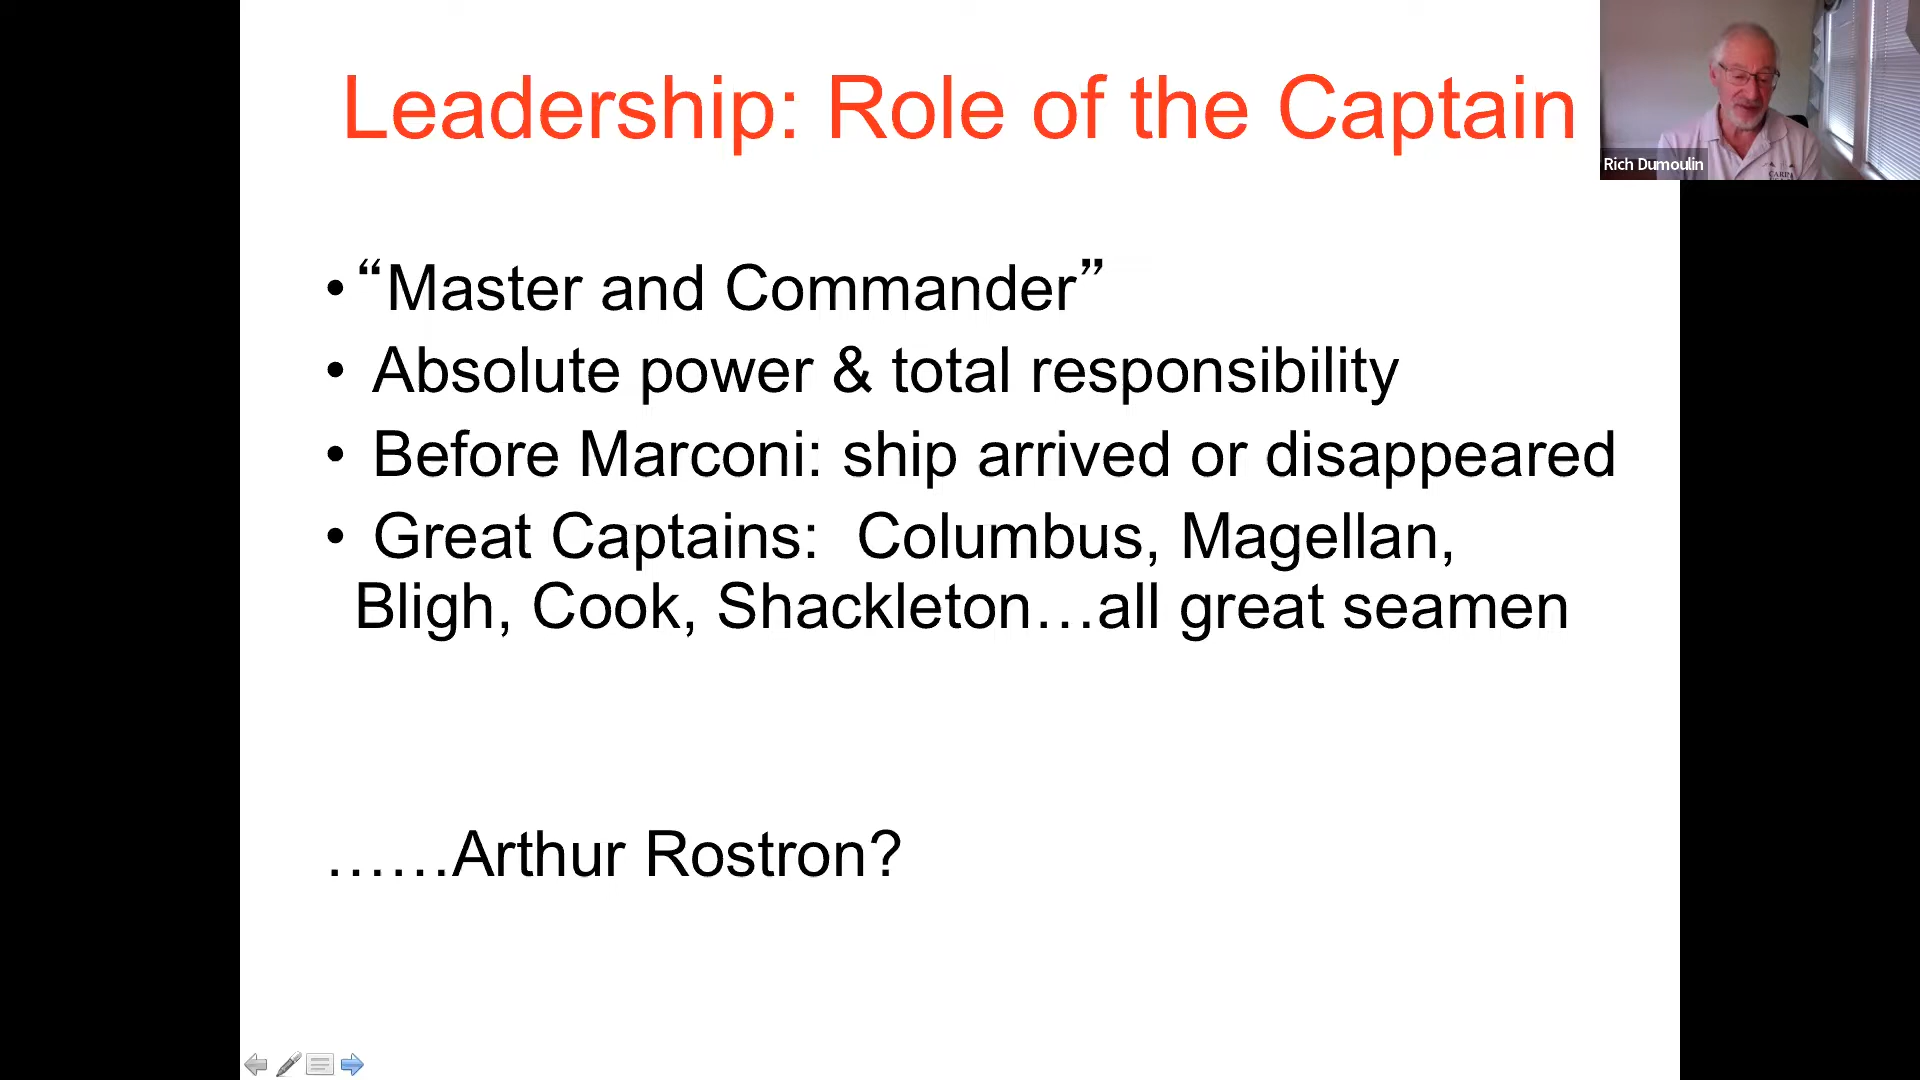 Leadership: Role of the Captain
Rich Dumoulin
• “Master and Commander”
• Absolute power & total responsibility
• Before Marconi: ship arrived or disappeared
• Great Captains:  Columbus, Magellan,
Bligh, Cook, Shackleton…all great seamen
……Arthur Rostron?